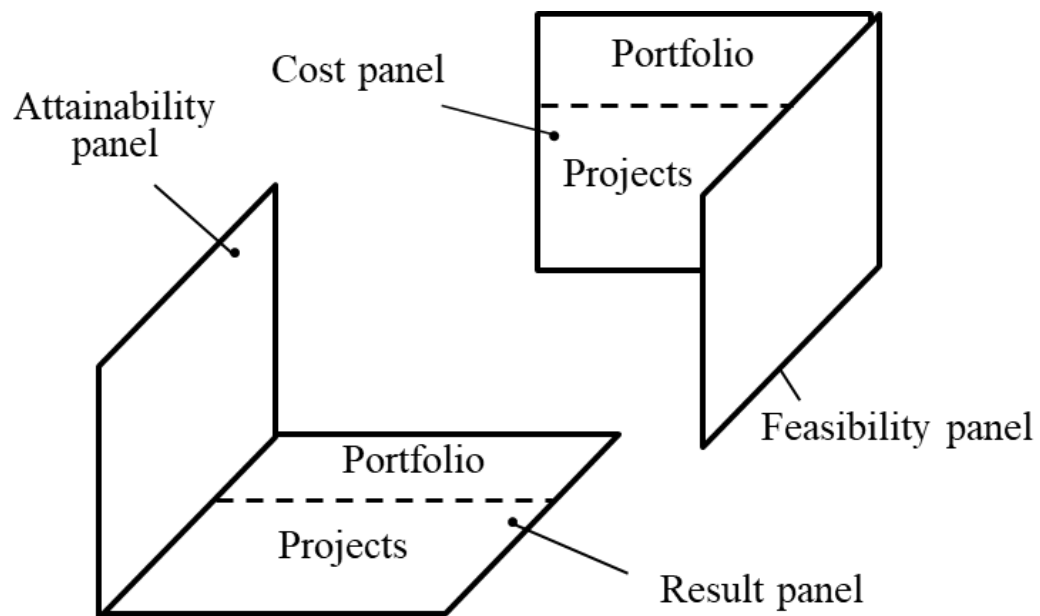 Portfolio
Cost panel
Attainability
panel
Projects
Feasibility panel
Portfolio
Projects
Result panel